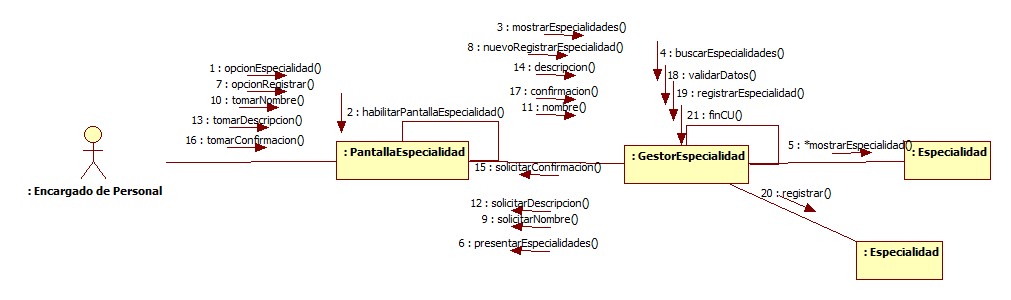 3 : mostrarEspecialidades()
8 : nuevoRegistrarEspecialidad()
4 : buscarEspecialidades()
1 : opcionEspecialidad()
14 : descripcion()
18 : validarDatos()
7 : opcionRegistrar()
17 : confirmacion()
19 : registrarEspecialidad()
10 : tomarNombre()
11 : nombre()
2 : habilitarPantallaEspecialidad()
21 : finCU()
13 : tomarDescripcion()
16 : tomarConfirmacion()
5 : *mostrarEspecialidad()
: PantallaEspecialidad
: GestorEspecialidad
: Especialidad
15 : solicitarConfirmacion()
: Encargado de Personal
20 : registrar()
12 : solicitarDescripcion()
9 : solicitarNombre()
6 : presentarEspecialidades()
: Especialidad